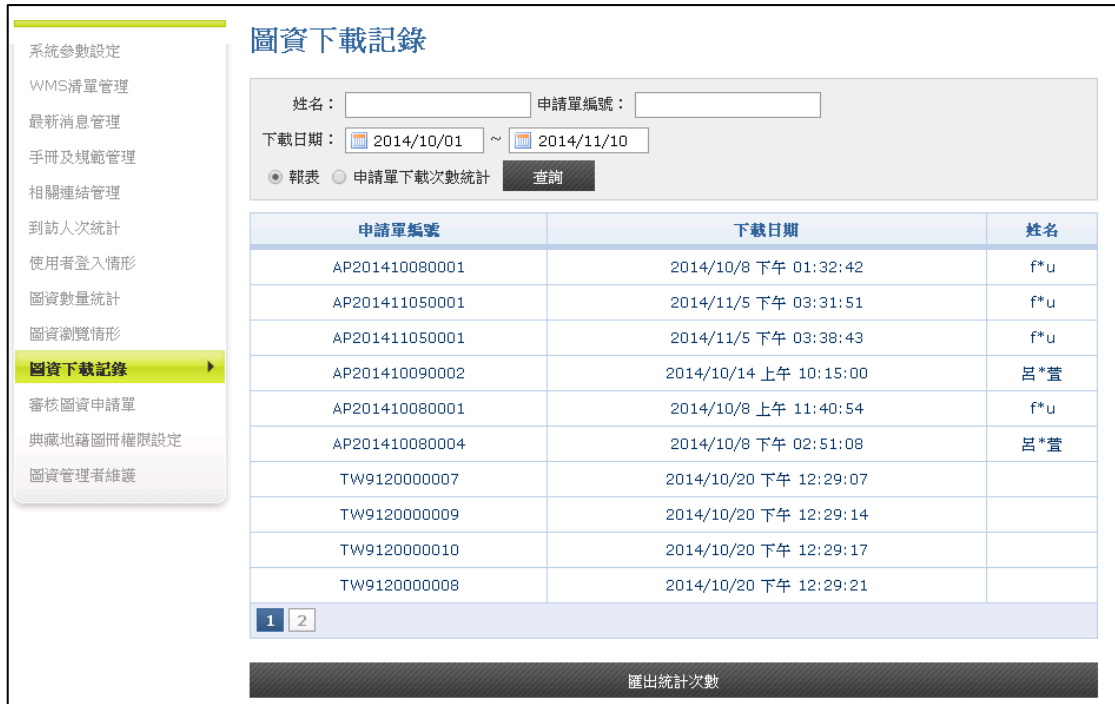 系統參數設定
WMS清單管理
最新消息管理
手冊及規範管理
相關連結管理
到訪人次統計
使用者登入情形
圖資數量統計
圖資瀏覽情形
圖資下載記錄
審核圖資申請單
典藏地籍圖冊權限設定
圖資管理者維護
圖資下載記錄
姓名： 申請單編號：
下載日期： 2014/10/01 ~ 2014/11/10
報表 申請單下載次數統計 查詢
申請單編號 下載日期 姓名
AP201410080001 2014/10/8 下午 01:32:42 f*u
AP201411050001 2014/11/5 下午 03:31:51 f*u
AP201411050001 2014/11/5 下午 03:38:43 f*u
AP201410090002 2014/10/14 上午 10:15:00 呂*萱
AP201410080001 2014/10/8 上午 11:40:54 f*u
AP201410080004 2014/10/8 下午 02:51:08 呂*萱
TW9120000007 2014/10/20 下午 12:29:07
TW9120000009 2014/10/20 下午 12:29:14
TW9120000010 2014/10/20 下午 12:29:17
TW9120000008 2014/10/20 下午 12:29:21
1 2
匯出統計次數